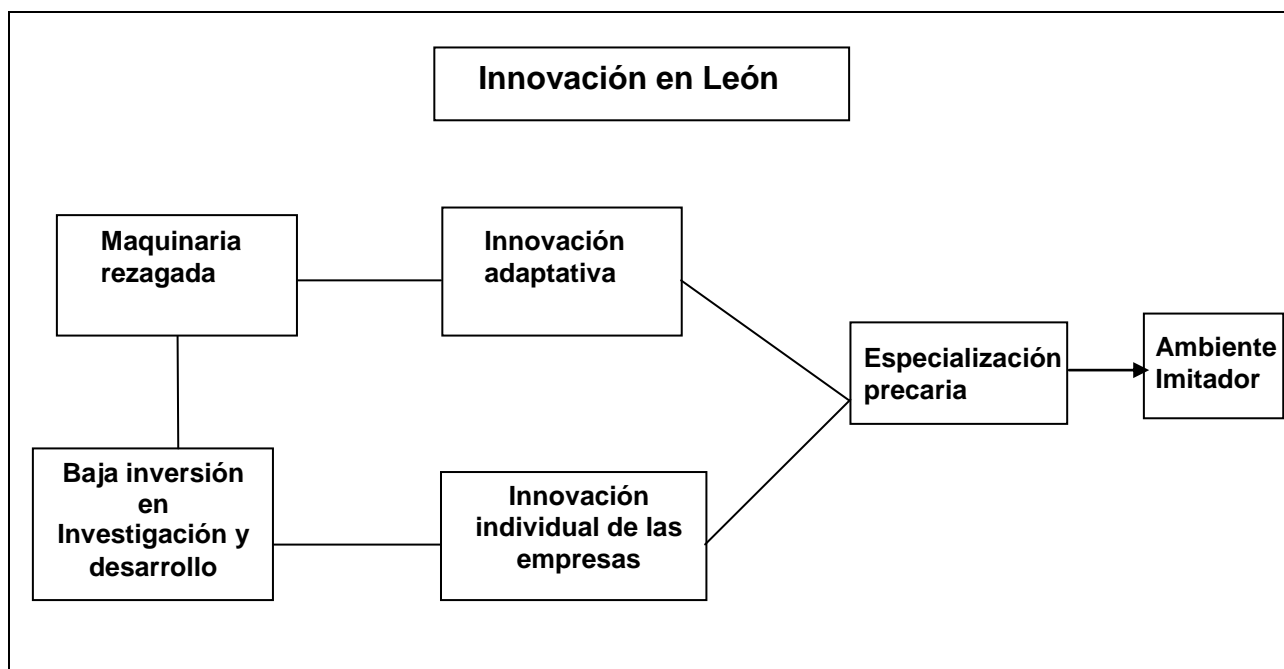 Innovación en León
Maquinaria
rezagada
Innovación
adaptativa
Especialización
precaria
Ambiente
Imitador
Baja inversión
en
Investigación y
desarrollo
Innovación
individual de las
empresas